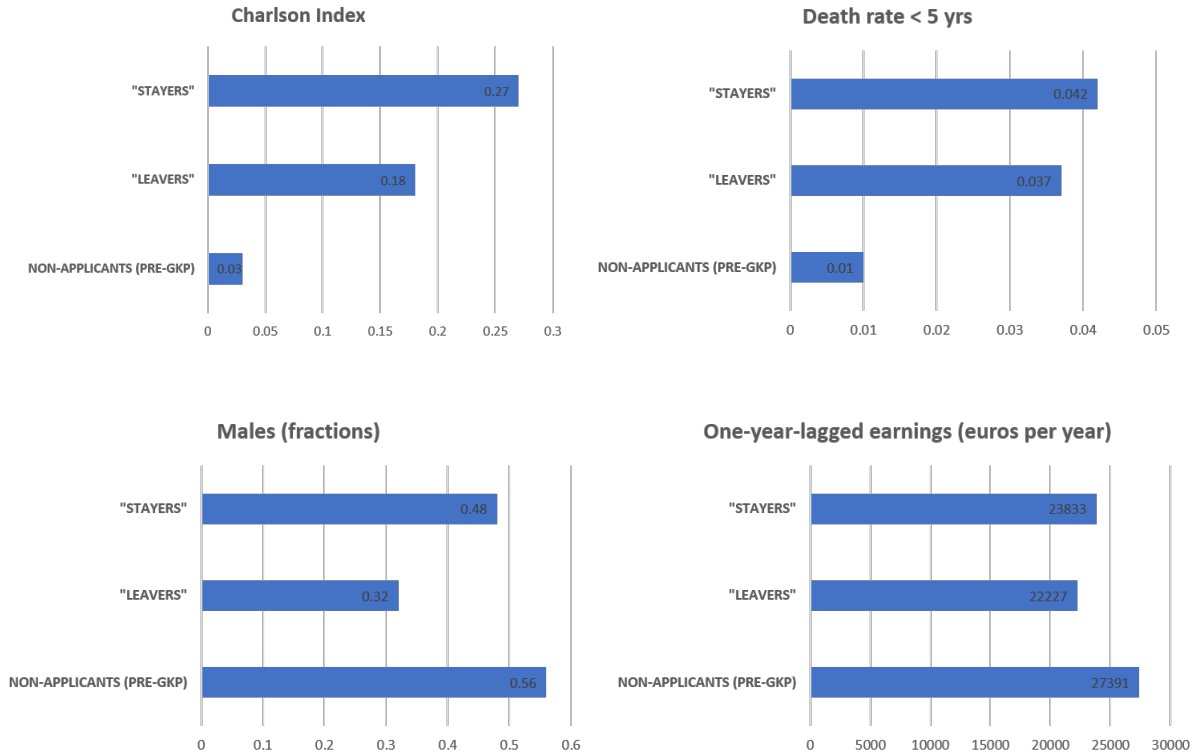 Charlson Index
"STAYERS"
0.27
"LEAVERS"
0.18
NON-APPLICANTS (PRE-GKP)
0.03
0 0.05 0.1 0.15 0.2 0.25 0.3
Death rate < 5 yrs
"STAYERS"
0.042
"LEAVERS"
0.037
NON-APPLICANTS (PRE-GKP)
0.01
0 0.01 0.02 0.03 0.04 0.05
Males (fractions)
"STAYERS"
0.48
"LEAVERS"
0.32
NON-APPLICANTS (PRE-GKP)
0.56
0 0.1 0.2 0.3 0.4 0.5 0.6
One-year-lagged earnings (euros per year)
"STAYERS"
23833
"LEAVERS"
22227
NON-APPLICANTS (PRE-GKP)
27391
0 5000 10000 15000 20000 25000 30000